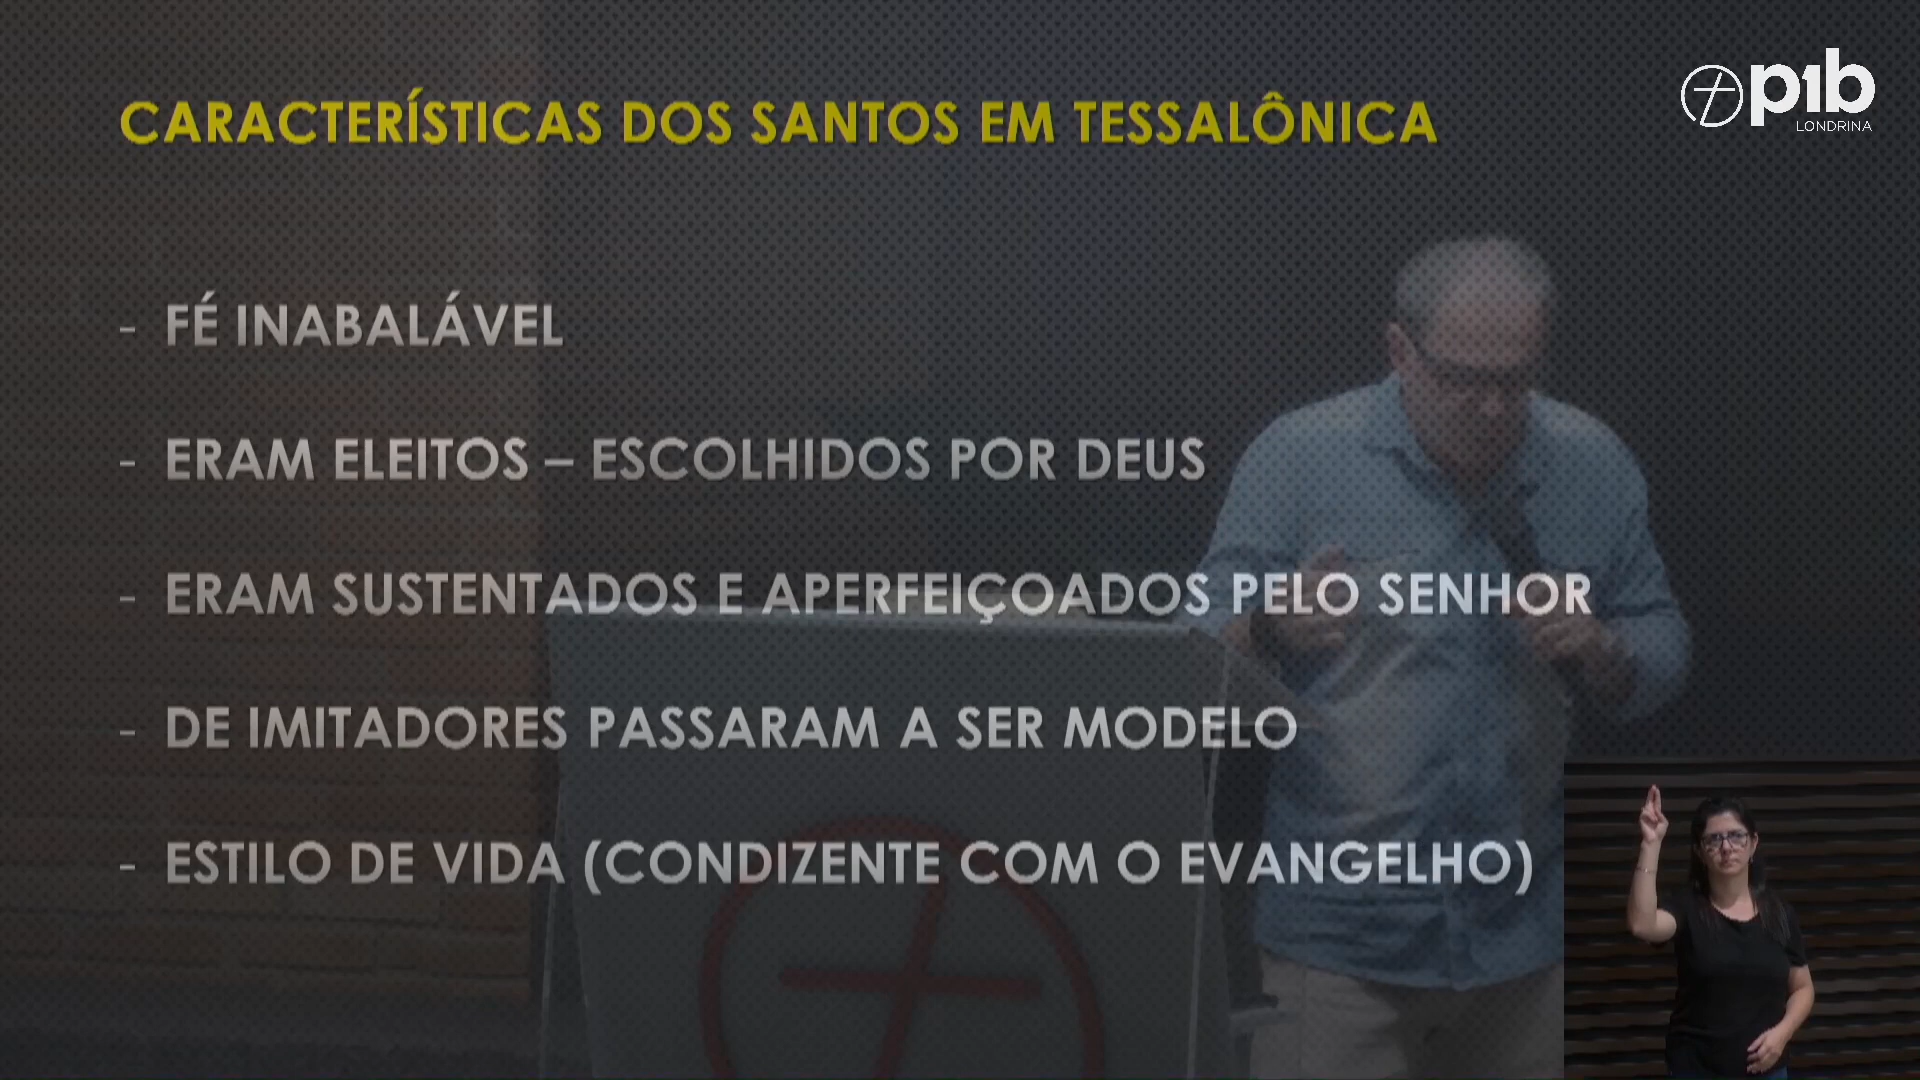 CARACTERÍSTICAS DOS SANTOS EM TESSALÔNICA
pib
LONDRINA
- FÉ INABALÁVEL
- ERAM ELEITOS – ESCOLHIDOS POR DEUS
- ERAM SUSTENTADOS E APERFEIÇOADOS PELO SENHOR
- DE IMITADORES PASSARAM A SER MODELO
- ESTILO DE VIDA (CONDIZENTE COM O EVANGELHO)